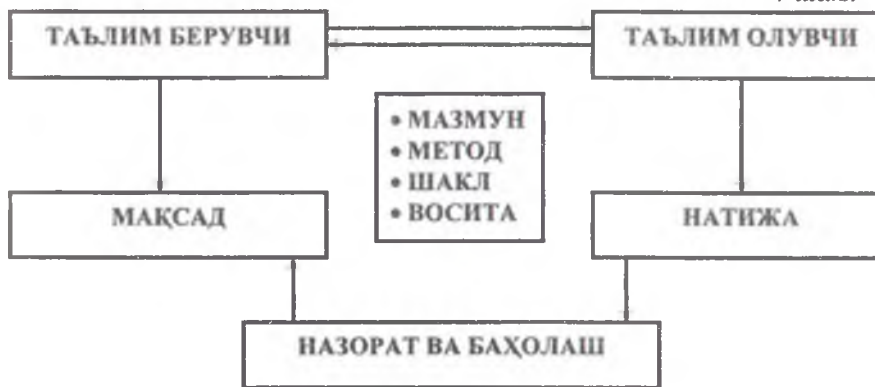 ТАЪЛИМ БЕРУВЧИ
ТАЪЛИМ ОЛУВЧИ
• МАЗМУН
• МЕТОД
• ШАКЛ
• ВОСИТА
МАҚСАД
НАТИЖА
НАЗОРАТ ВА БАҲОЛАШ